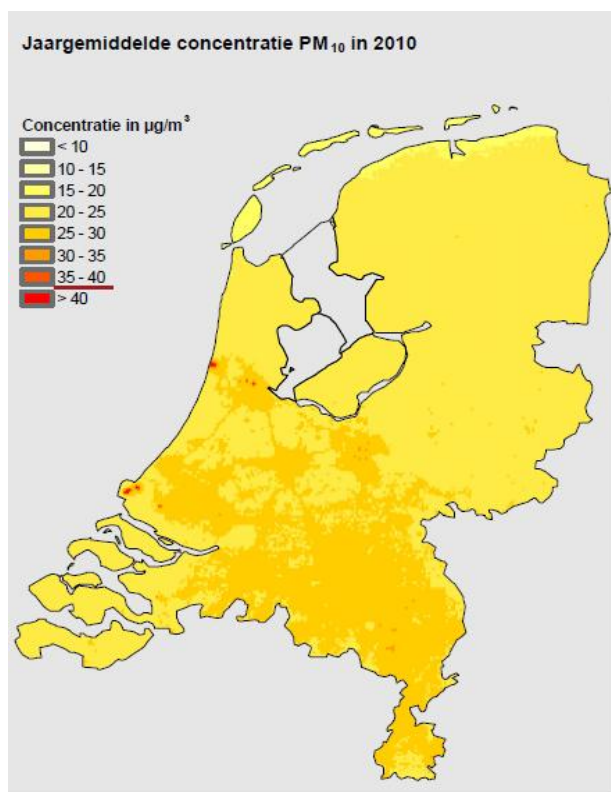 Jaargemiddelde concentratie PM₁₀ in 2010
Concentratie in µg/m³
< 10
10 - 15
15 - 20
20 - 25
25 - 30
30 - 35
35 - 40
> 40